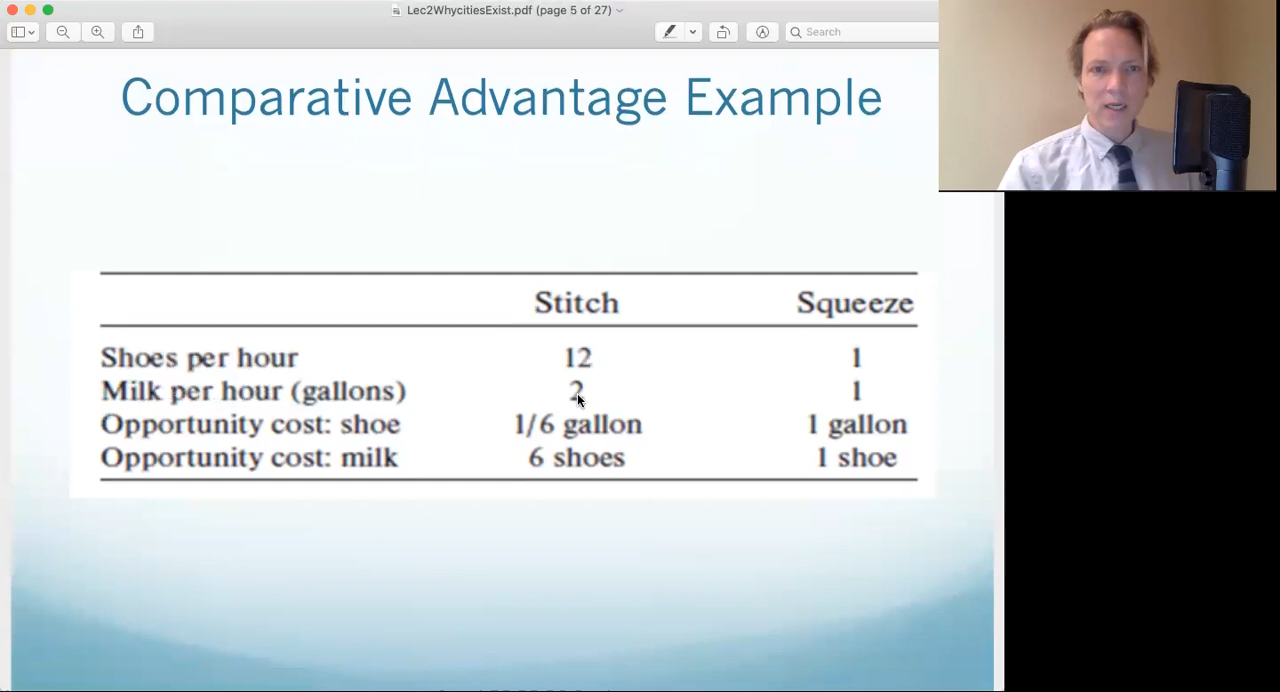 Lec2WhycitiesExist.pdf (page 5 of 27)
Search
Comparative Advantage Example
Stitch Squeeze
Shoes per hour 12 1
Milk per hour (gallons) 2 1
Opportunity cost: shoe 1/6 gallon 1 gallon
Opportunity cost: milk 6 shoes 1 shoe